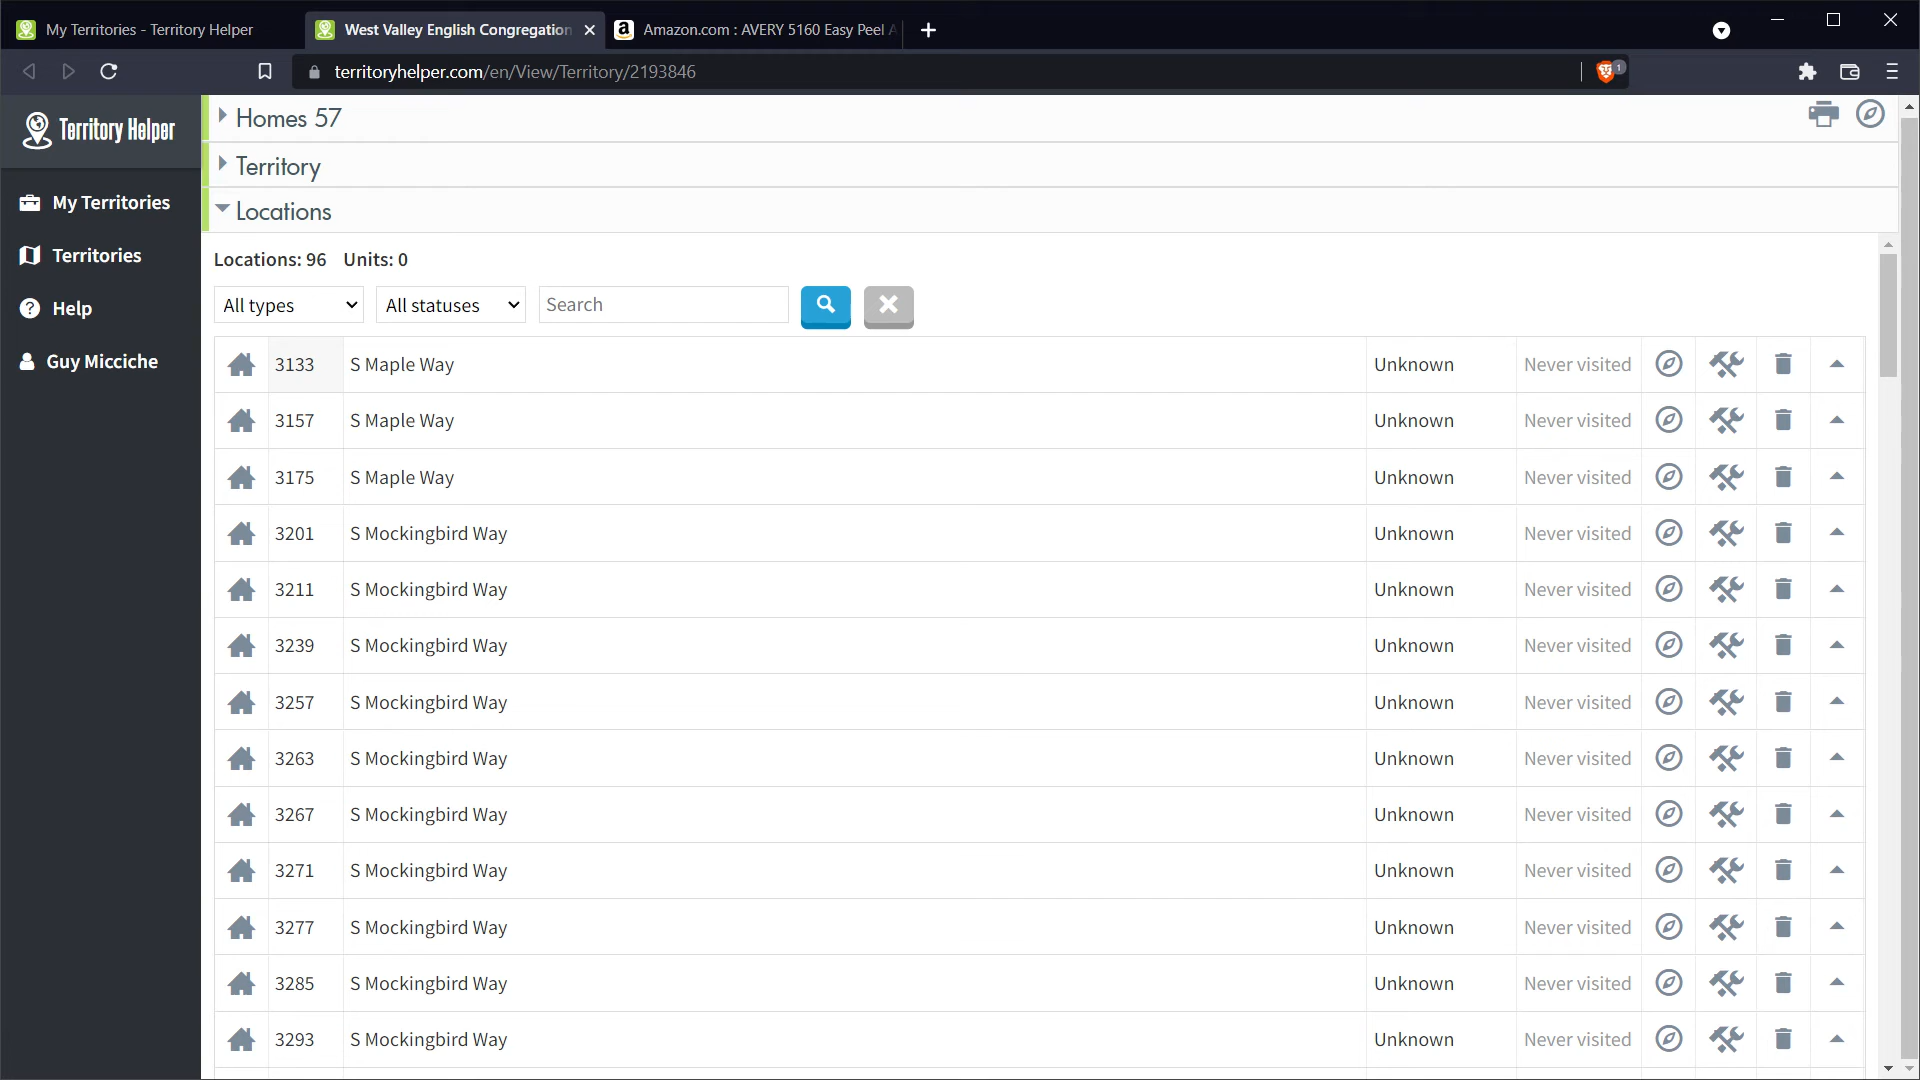 My Territories - Territory Helper
West Valley English Congregation
Amazon.com : AVERY 5160 Easy Peel A
territoryhelper.com/en/View/Territory/2193846
1
Territory Helper
My Territories
Territories
Help
Guy Micciche
Homes 57
Territory
Locations
Locations: 96 Units: 0
All types All statuses Search
3133 S Maple Way Unknown Never visited
3157 S Maple Way Unknown Never visited
3175 S Maple Way Unknown Never visited
3201 S Mockingbird Way Unknown Never visited
3211 S Mockingbird Way Unknown Never visited
3239 S Mockingbird Way Unknown Never visited
3257 S Mockingbird Way Unknown Never visited
3263 S Mockingbird Way Unknown Never visited
3267 S Mockingbird Way Unknown Never visited
3271 S Mockingbird Way Unknown Never visited
3277 S Mockingbird Way Unknown Never visited
3285 S Mockingbird Way Unknown Never visited
3293 S Mockingbird Way Unknown Never visited